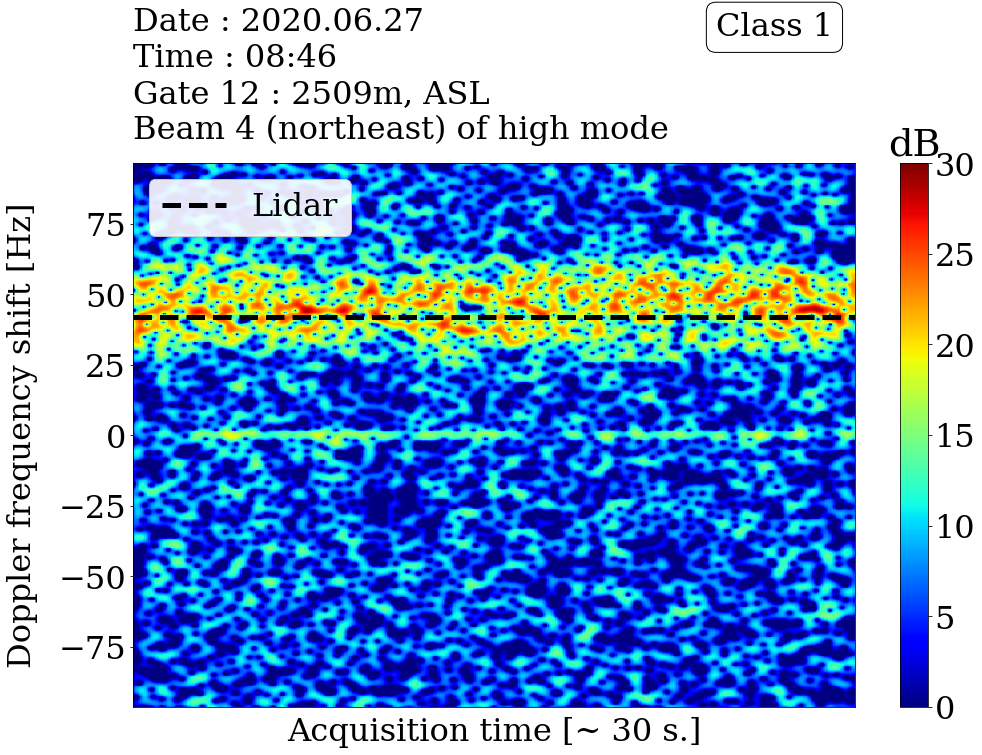 Date : 2020.06.27
Time : 08:46
Gate 12 : 2509m, ASL
Beam 4 (northeast) of high mode
Class 1
dB
Lidar
Doppler frequency shift [Hz]
75
50
25
0
−25
−50
−75
Acquisition time [~ 30 s.]
30
25
20
15
10
5
0